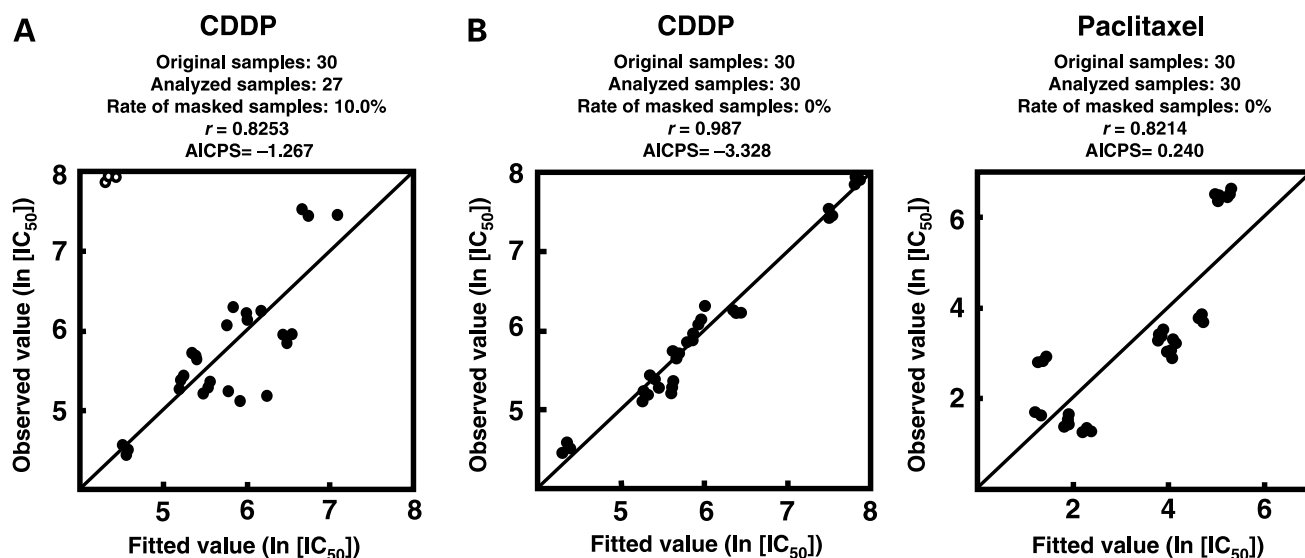 A
CDDP
Original samples: 30
Analyzed samples: 27
Rate of masked samples: 10.0%
r = 0.8253
AICPS= –1.267
8
7
6
5
Observed value (ln [IC50])
5 6 7 8
Fitted value (ln [IC50])
B
CDDP
Original samples: 30
Analyzed samples: 30
Rate of masked samples: 0%
r = 0.987
AICPS= –3.328
8
7
6
5
Observed value (ln [IC50])
5 6 7 8
Fitted value (ln [IC50])
Paclitaxel
Original samples: 30
Analyzed samples: 30
Rate of masked samples: 0%
r = 0.8214
AICPS= 0.240
6
4
2
Observed value (ln [IC50])
2 4 6
Fitted value (ln [IC50])